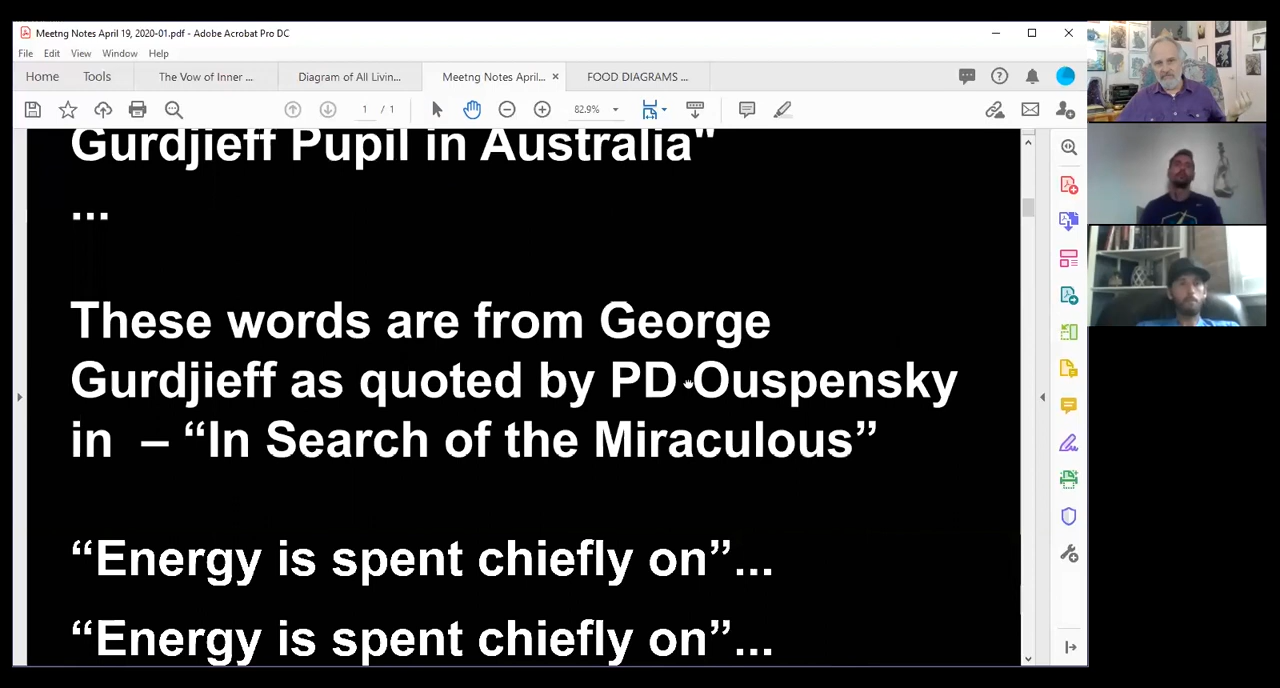 Meetng Notes April 19, 2020-01.pdf - Adobe Acrobat Pro DC
File Edit View Window Help
Home Tools The Vow of Inner ... Diagram of All Livin... Meetng Notes April... × FOOD DIAGRAMS ...
1 / 1 82.9%
Gurdjieff Pupil in Australia"
...
These words are from George
Gurdjieff as quoted by PD Ouspensky
in – “In Search of the Miraculous”
“Energy is spent chiefly on”...
“Energy is spent chiefly on”...